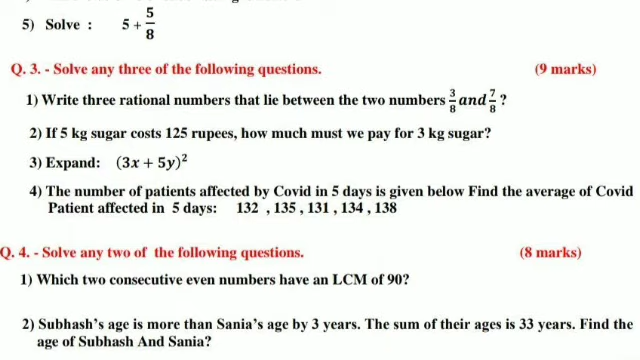 5) Solve : 5 + 5/8
Q. 3. - Solve any three of the following questions. (9 marks)
1) Write three rational numbers that lie between the two numbers 3/8 and 7/8 ?
2) If 5 kg sugar costs 125 rupees, how much must we pay for 3 kg sugar?
3) Expand: (3x + 5y)²
4) The number of patients affected by Covid in 5 days is given below Find the average of Covid
Patient affected in 5 days: 132 , 135 , 131 , 134 , 138
Q. 4. - Solve any two of the following questions. (8 marks)
1) Which two consecutive even numbers have an LCM of 90?
2) Subhash's age is more than Sania's age by 3 years. The sum of their ages is 33 years. Find the
age of Subhash And Sania?